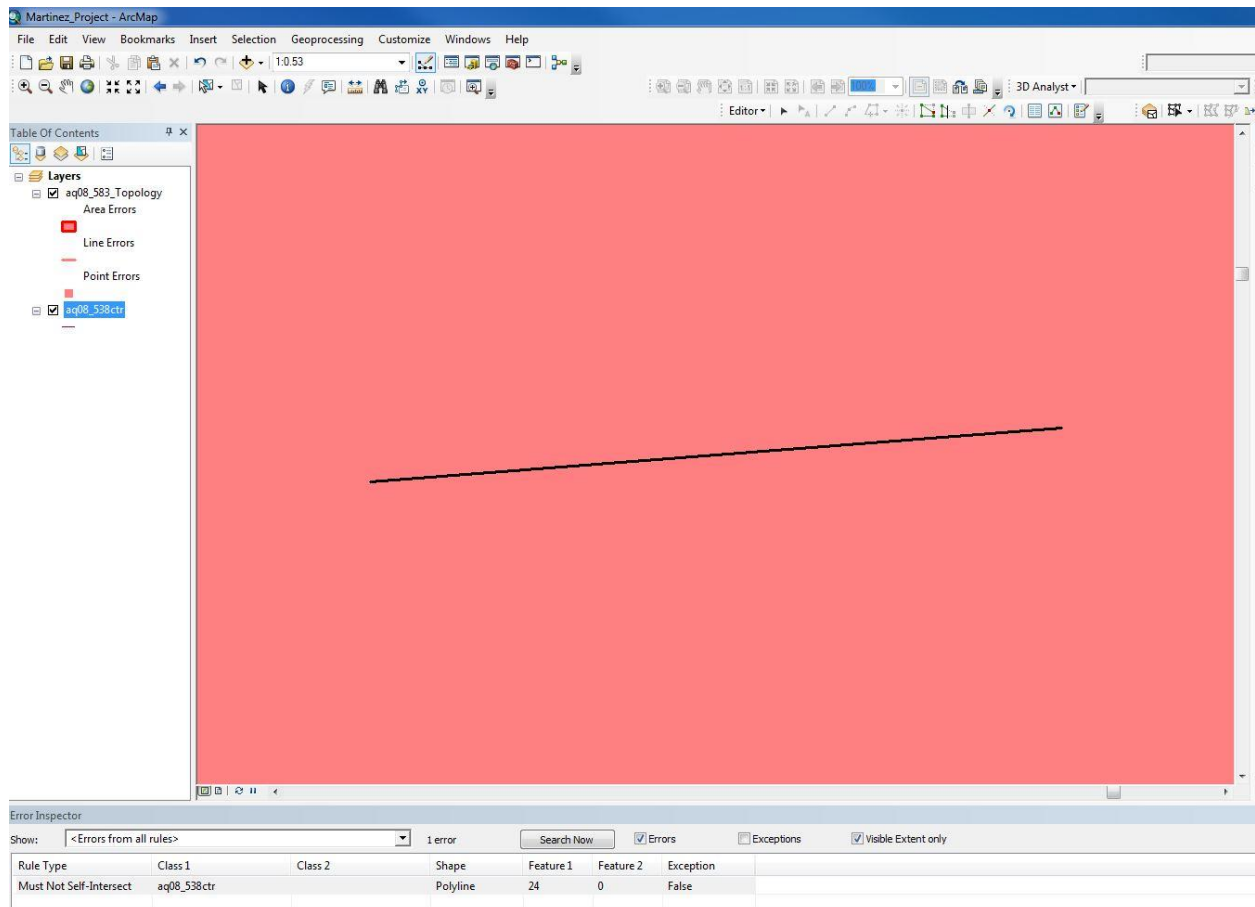 Martinez_Project - ArcMap
File Edit View Bookmarks Insert Selection Geoprocessing Customize Windows Help
1:0.53
100% 3D Analyst
Editor
Table Of Contents
Layers
aq08_583_Topology
Area Errors
Line Errors
Point Errors
aq08_538ctr
Error Inspector
Show: <Errors from all rules> 1 error Search Now Errors Exceptions Visible Extent only
Rule Type Class 1 Class 2 Shape Feature 1 Feature 2 Exception
Must Not Self-Intersect aq08_538ctr Polyline 24 0 False